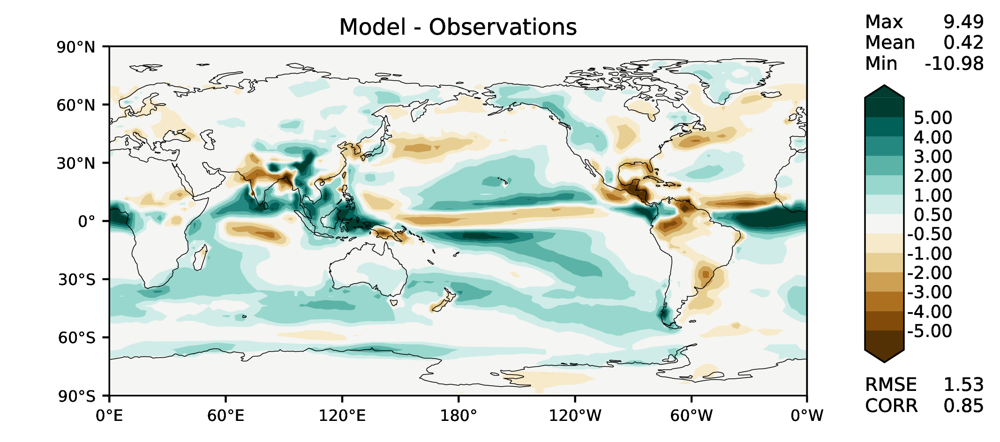 Model - Observations
Max 9.49
Mean 0.42
Min -10.98
90°N
60°N
30°N
0°
30°S
60°S
90°S
0°E 60°E 120°E 180° 120°W 60°W 0°W
5.00
4.00
3.00
2.00
1.00
0.50
-0.50
-1.00
-2.00
-3.00
-4.00
-5.00
RMSE 1.53
CORR 0.85